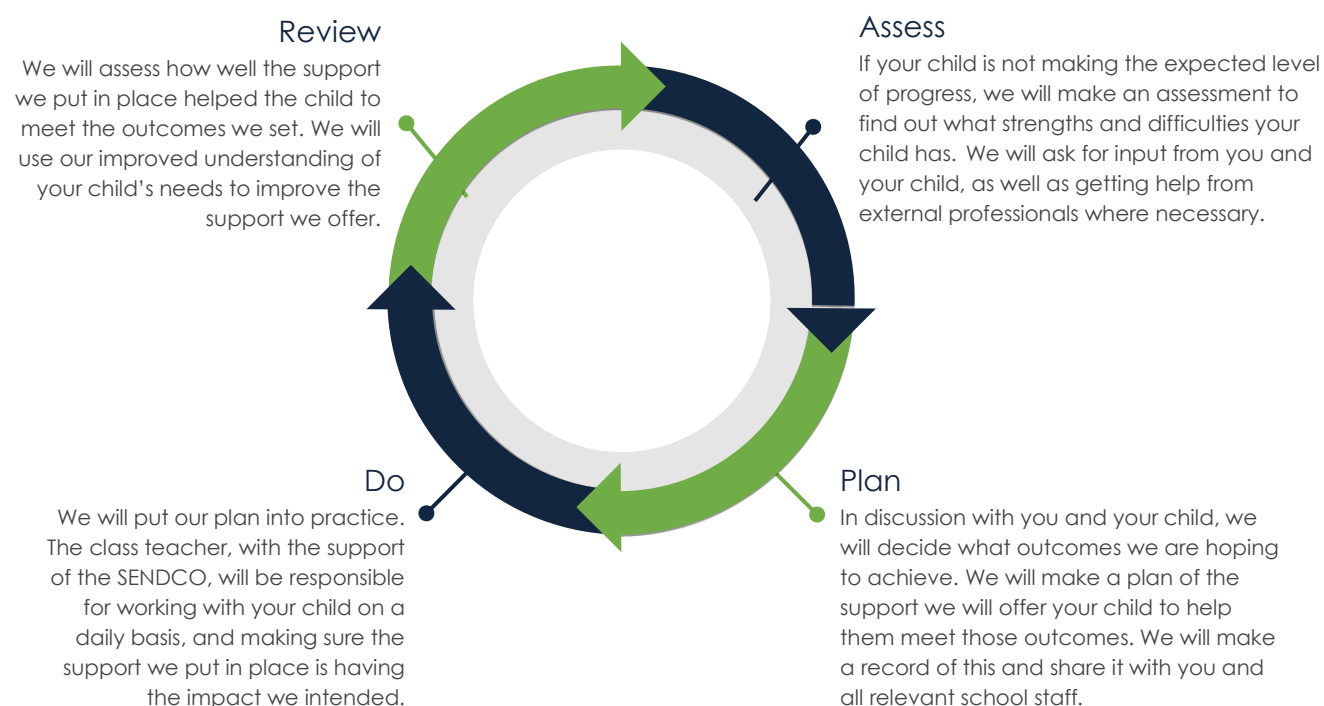 Review
We will assess how well the support
we put in place helped the child to
meet the outcomes we set. We will
use our improved understanding of
your child’s needs to improve the
support we offer.
Assess
If your child is not making the expected level
of progress, we will make an assessment to
find out what strengths and difficulties your
child has. We will ask for input from you and
your child, as well as getting help from
external professionals where necessary.
Do
We will put our plan into practice.
The class teacher, with the support
of the SENDCO, will be responsible
for working with your child on a
daily basis, and making sure the
support we put in place is having
the impact we intended.
Plan
In discussion with you and your child, we
will decide what outcomes we are hoping
to achieve. We will make a plan of the
support we will offer your child to help
them meet those outcomes. We will make
a record of this and share it with you and
all relevant school staff.